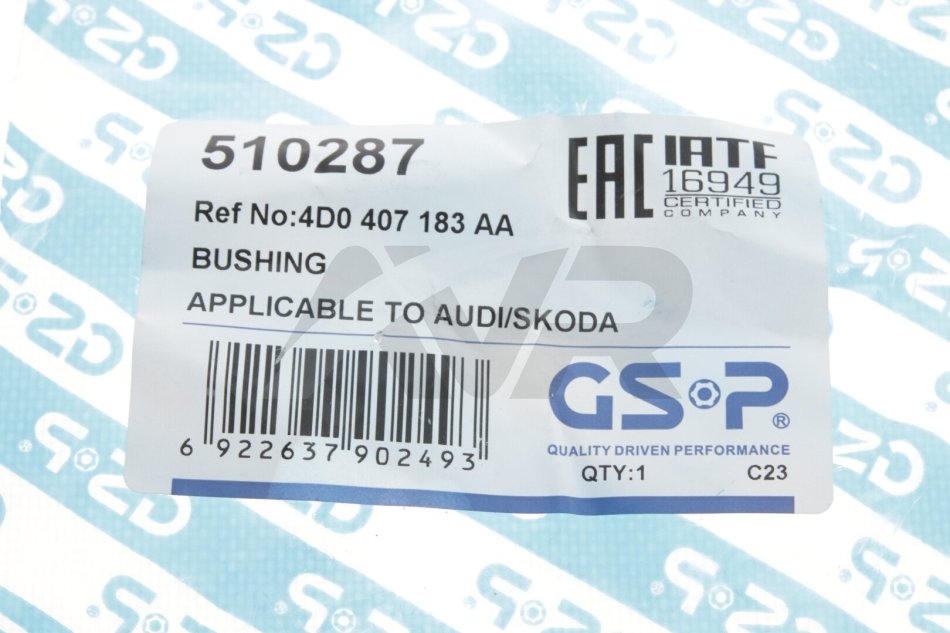 510287
EAC
IATF
16949
CERTIFIED
COMPANY
Ref No:4D0 407 183 AA
BUSHING
APPLICABLE TO AUDI/SKODA
6 922637 902493
GSP®
QUALITY DRIVEN PERFORMANCE
QTY:1 C23
NVR